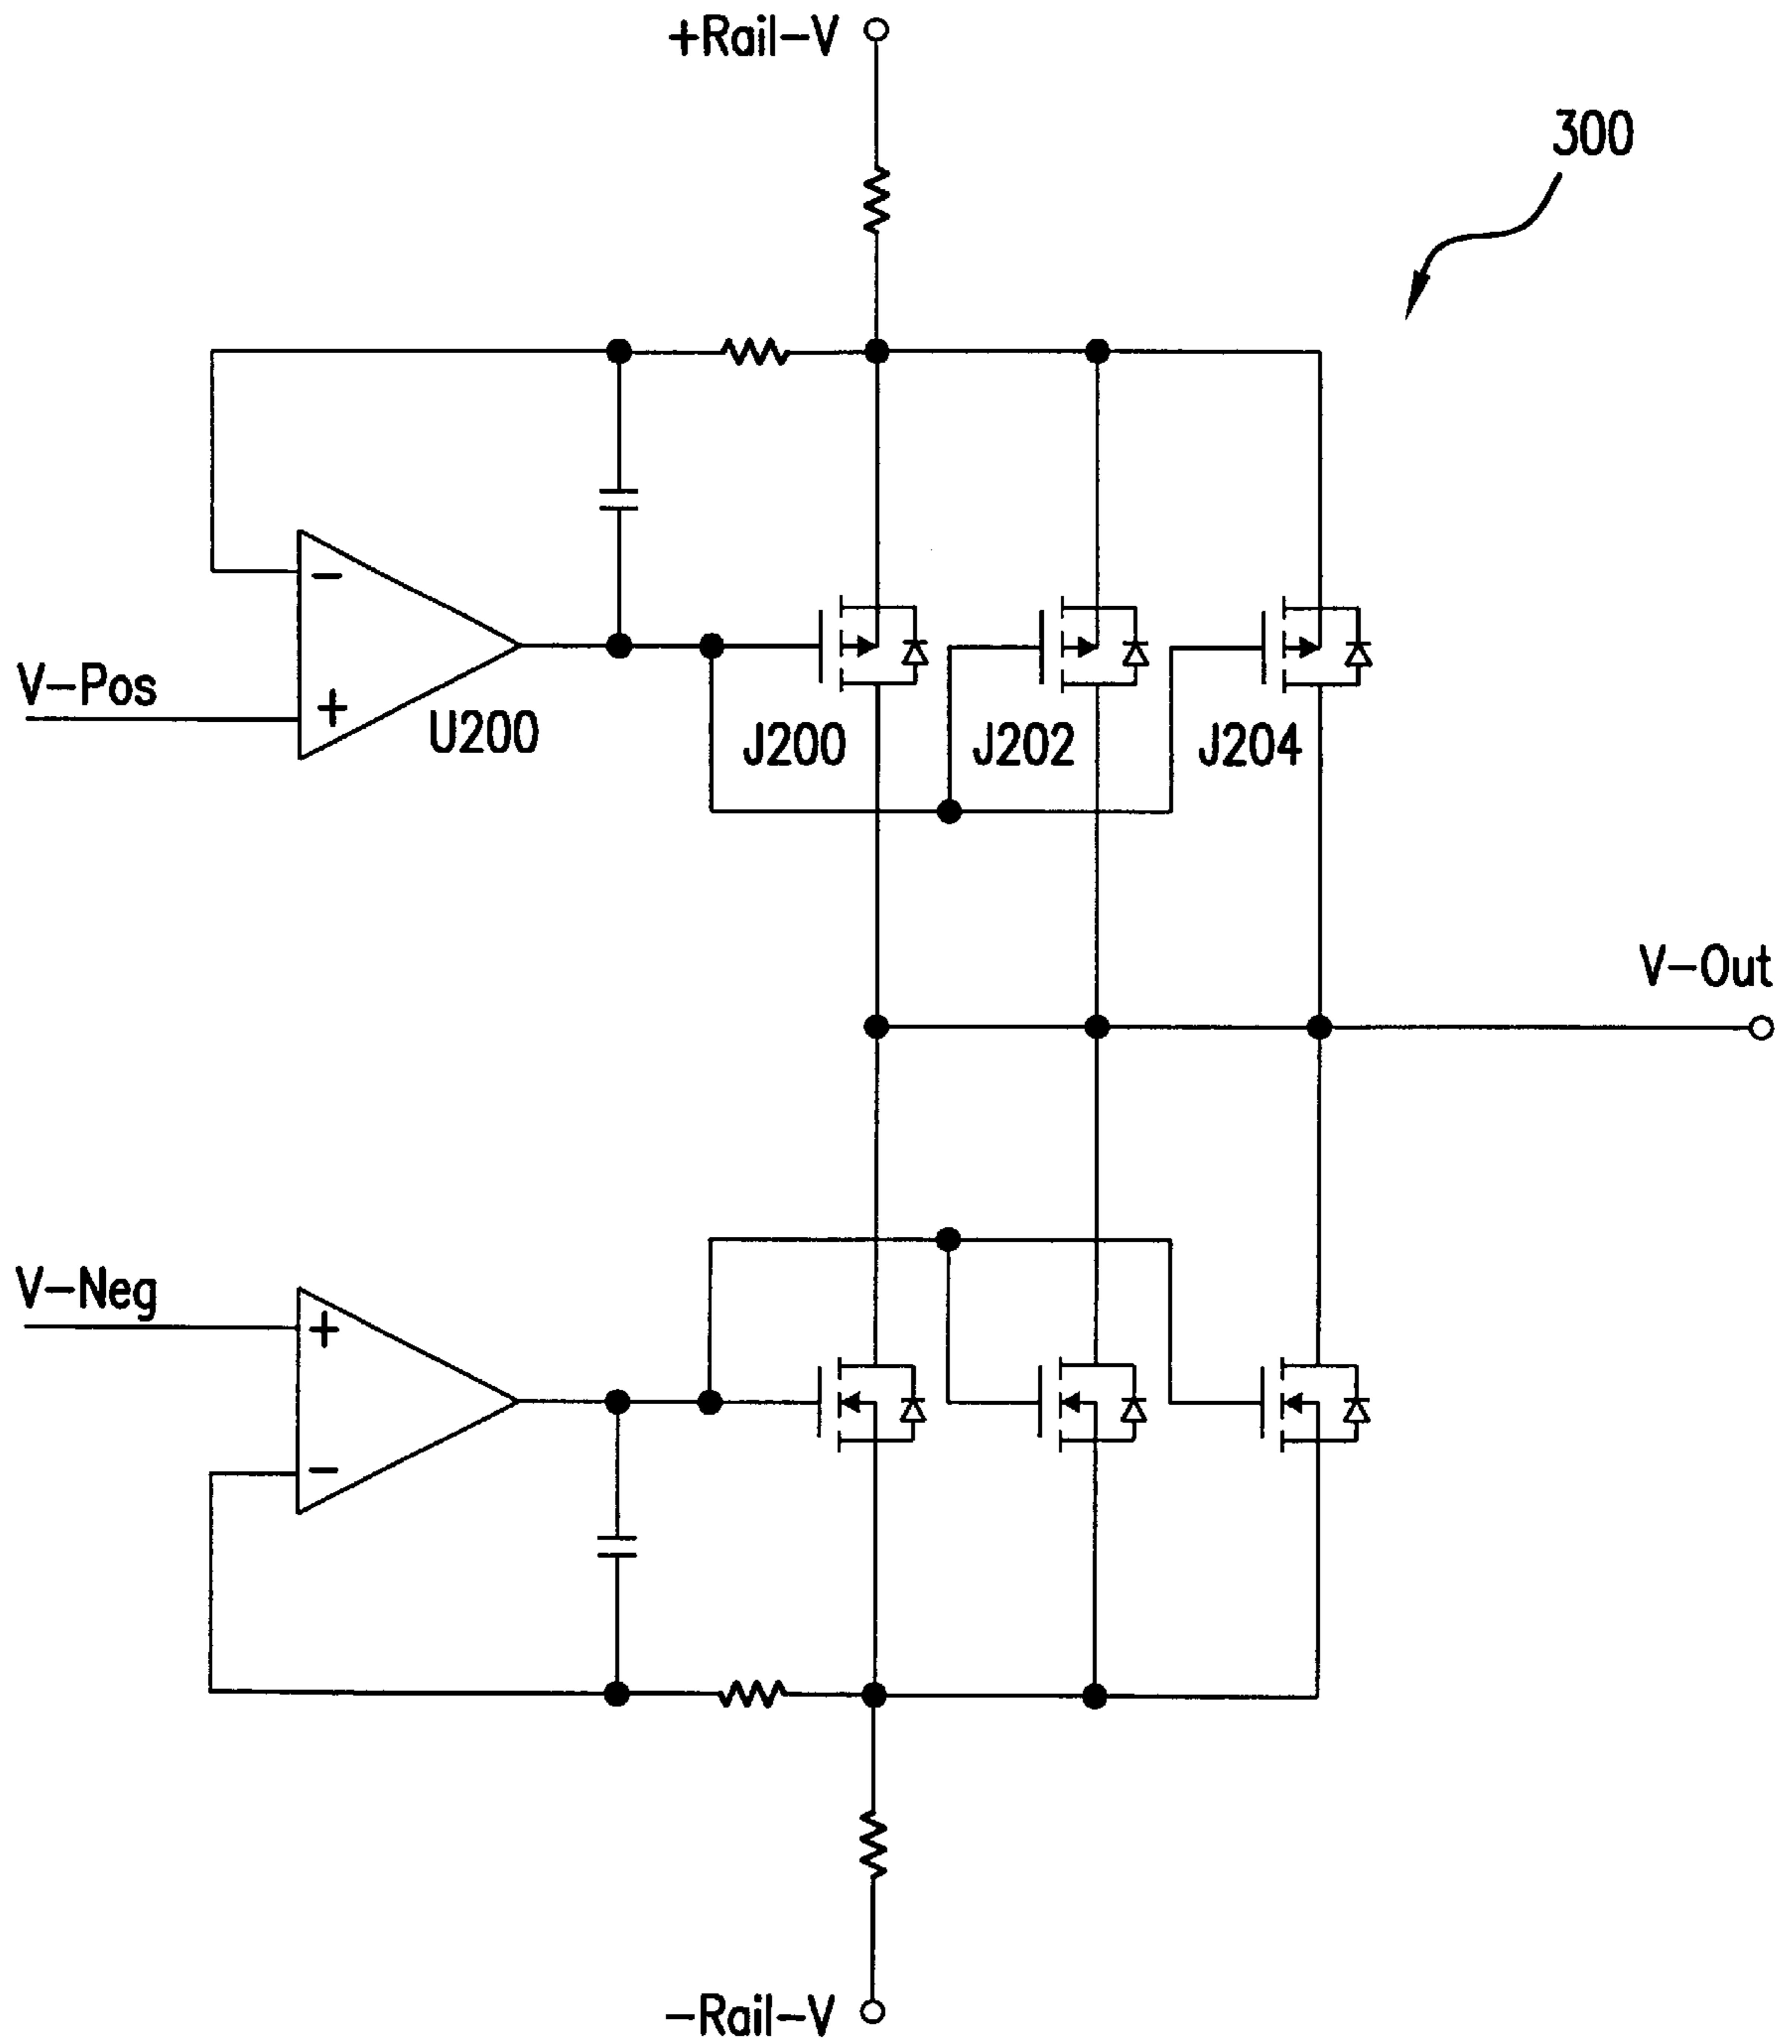 +Rail-V
300
-
V-Pos
+
U200
J200
J202
J204
V-Out
V-Neg
+
-
-Rail-V